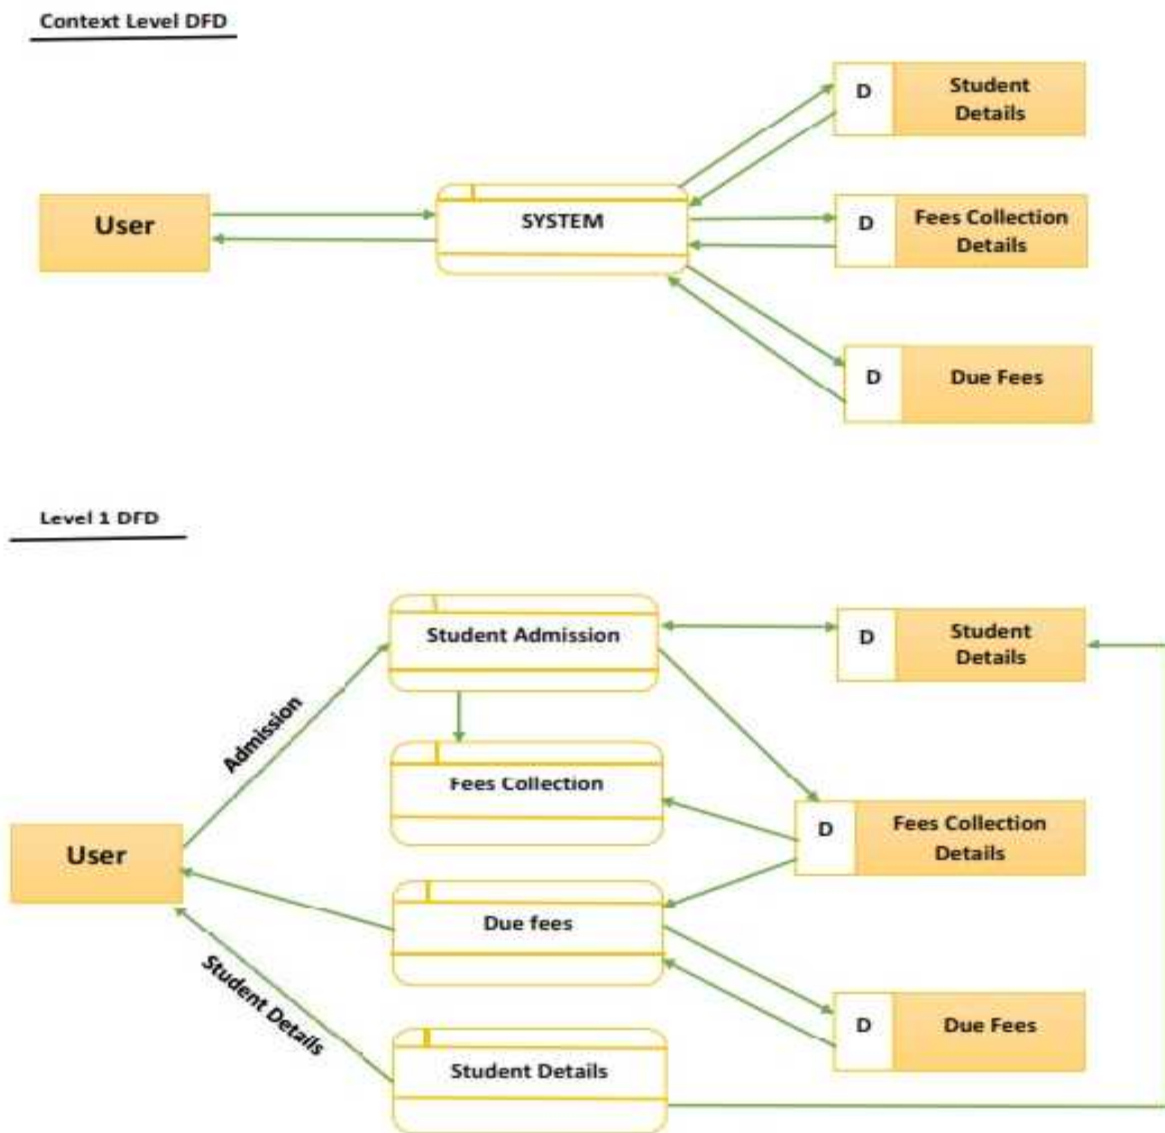 Context Level DFD
D
Student
Details
User
SYSTEM
D
Fees Collection
Details
D
Due Fees
Level 1 DFD
Student Admission
D
Student
Details
Admission
Fees Collection
D
Fees Collection
Details
User
Due fees
Student Details
D
Due Fees
Student Details